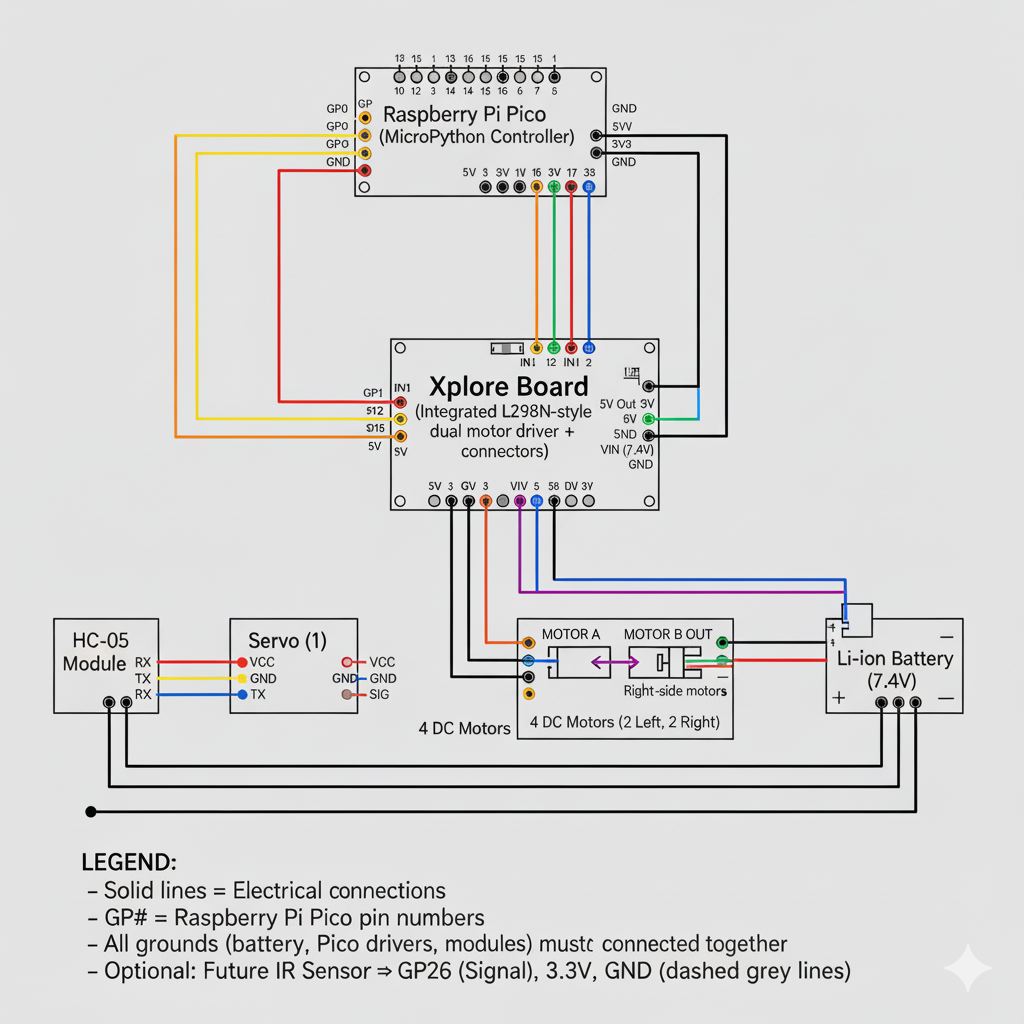 13 15 1 13 16 15 15 15 15 1
10 12 3 14 14 15 16 6 7 8
GP0 GP
Raspberry Pi Pico
(MicroPython Controller)
GP0
GP0
GND
GND
5VV
3V3
GND
5V 3 3V 1V 16 3V 17 33
IN1 12 IN1 2
Xplore Board
(Integrated L298N-style
dual motor driver +
connectors)
GP1 IN1
512
5V 5V
5V Out 3V
6V
SND
VIN (7.4V)
GND
5V 3 GV 3 VIV 5 58 DV 3V
HC-05
Module
RX
TX
RX
Servo (1)
VCC
GND
TX
VCC
GND GND
SIG
MOTOR A MOTOR B OUT
Right-side motors
4 DC Motors
4 DC Motors (2 Left, 2 Right)
Li-ion Battery
(7.4V)
+ −
LEGEND:
– Solid lines = Electrical connections
– GP# = Raspberry Pi Pico pin numbers
– All grounds (battery, Pico drivers, modules) must connected together
– Optional: Future IR Sensor ⇒ GP26 (Signal), 3.3V, GND (dashed grey lines)